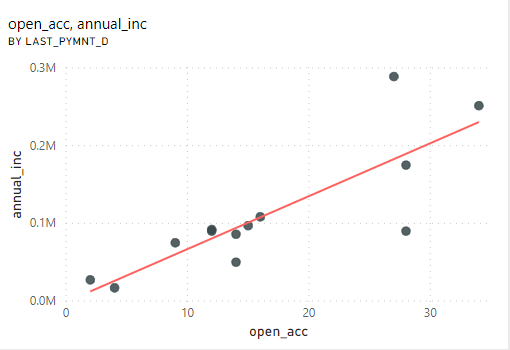 open_acc, annual_inc
BY LAST_PYMNT_D
0.3M
0.2M
0.1M
0.0M
annual_inc
0 10 20 30
open_acc